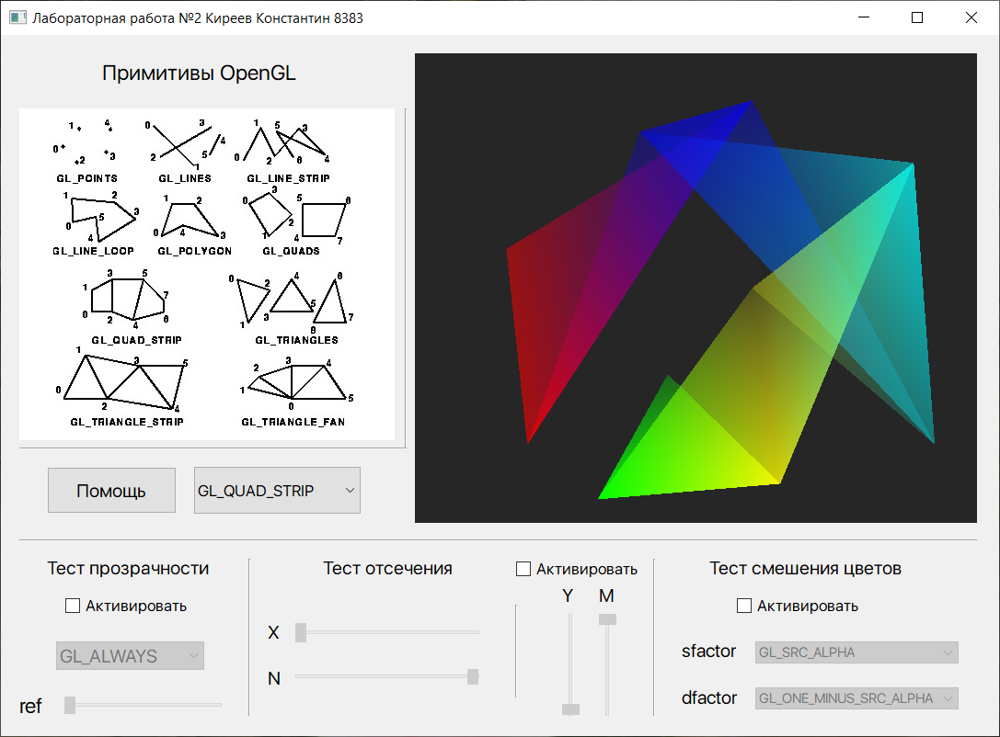 Лабораторная работа №2 Киреев Константин 8383
Примитивы OpenGL
1 4 0 2 3
0 3 2 1 5 4
1 5 3 0 2 6 4
GL_POINTS GL_LINES GL_LINE_STRIP
1 2 3 0 5 4
1 2 0 4 3
0 3 2 1 5 6 4 7
GL_LINE_LOOP GL_POLYGON GL_QUADS
3 5 1 7 0 2 4 6
0 2 1 4 3 5 6 8 7
GL_QUAD_STRIP GL_TRIANGLES
1 3 5 0 2 4
2 3 4 1 0 5
GL_TRIANGLE_STRIP GL_TRIANGLE_FAN
Помощь GL_QUAD_STRIP
Тест прозрачности
Активировать
GL_ALWAYS
ref
Тест отсечения
Активировать
X
N
Y M
Тест смешения цветов
Активировать
sfactor GL_SRC_ALPHA
dfactor GL_ONE_MINUS_SRC_ALPHA